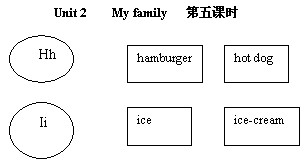 Unit 2 My family 第五课时
Hh hamburger hot dog
Ii ice ice-cream